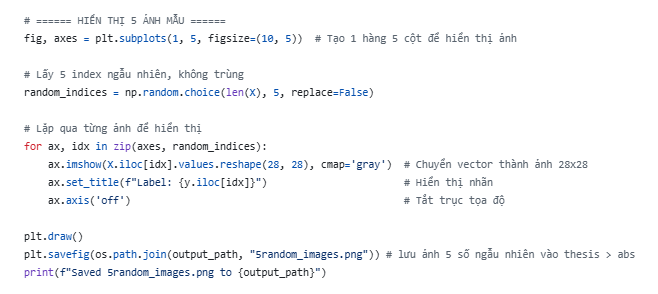 # ====== HIỂN THỊ 5 ẢNH MẪU ======
fig, axes = plt.subplots(1, 5, figsize=(10, 5))  # Tạo 1 hàng 5 cột để hiển thị ảnh
# Lấy 5 index ngẫu nhiên, không trùng
random_indices = np.random.choice(len(X), 5, replace=False)
# Lặp qua từng ảnh để hiển thị
for ax, idx in zip(axes, random_indices):
    ax.imshow(X.iloc[idx].values.reshape(28, 28), cmap='gray')  # Chuyển vector thành ảnh 28x28
    ax.set_title(f"Label: {y.iloc[idx]}")                       # Hiển thị nhãn
    ax.axis('off')                                              # Tắt trục tọa độ
plt.draw()
plt.savefig(os.path.join(output_path, "5random_images.png")) # lưu ảnh 5 số ngẫu nhiên vào thesis > abs
print(f"Saved 5random_images.png to {output_path}")